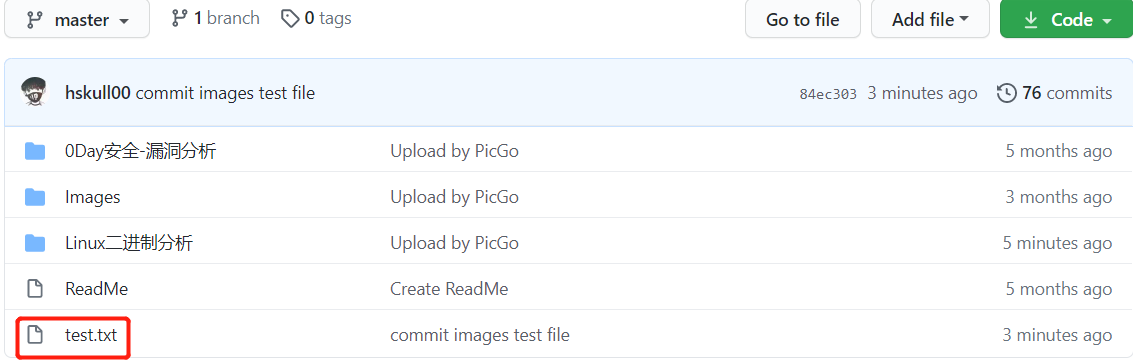 master 1 branch 0 tags Go to file Add file Code
hskull00 commit images test file 84ec303 3 minutes ago 76 commits
0Day安全-漏洞分析 Upload by PicGo 5 months ago
Images Upload by PicGo 3 months ago
Linux二进制分析 Upload by PicGo 5 minutes ago
ReadMe Create ReadMe 5 months ago
test.txt commit images test file 3 minutes ago